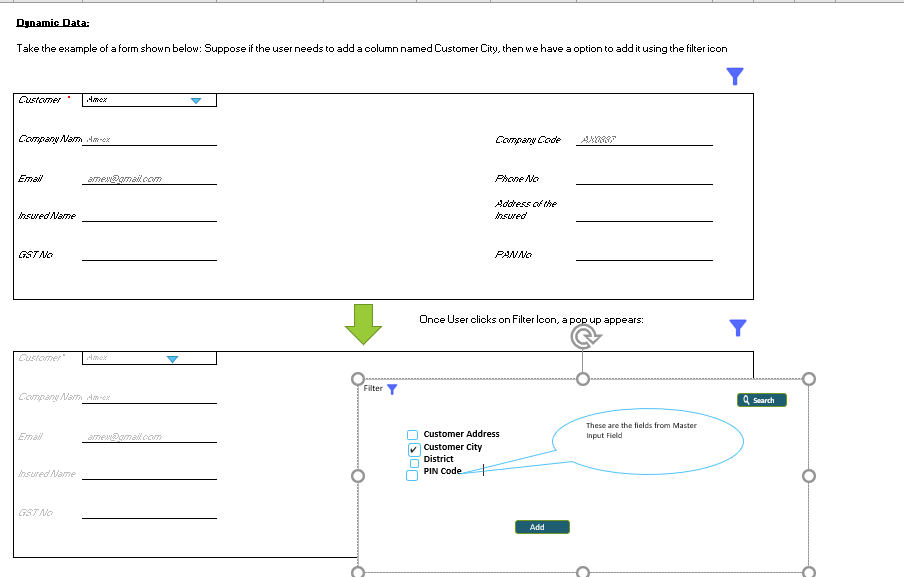 Dynamic Data:
Take the example of a form shown below: Suppose if the user needs to add a column named Customer City, then we have a option to add it using the filter icon
Customer * Amex
Company Nam Am-ex Company Code AX0887
Email amex@gmail.com Phone No
Insured Name Address of the Insured
GST No PAN No
Once User clicks on Filter Icon, a pop up appears:
Customer* Amex
Company Nam Am-ex
Email amex@gmail.com
Insured Name
GST No
Filter
Search
These are the fields from Master
Input Field
Customer Address
Customer City
District
PIN Code
Add